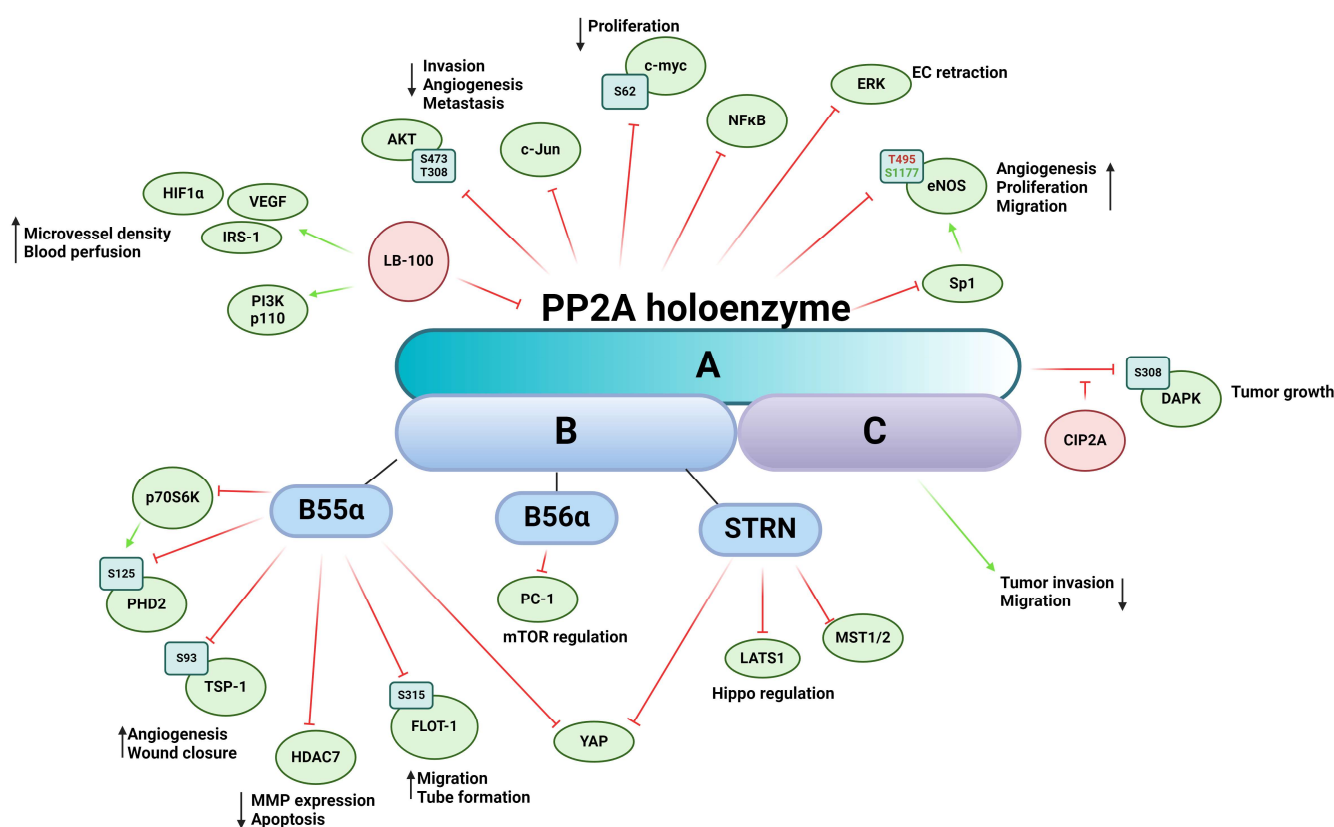 Proliferation
c-myc
S62
Invasion
Angiogenesis
Metastasis
AKT
S473
T308
c-Jun
NFκB
ERK
EC retraction
T495
S1177
eNOS
Angiogenesis
Proliferation
Migration
HIF1α
VEGF
IRS-1
Microvessel density
Blood perfusion
LB-100
PI3K
p110
Sp1
PP2A holoenzyme
A
S308
DAPK
Tumor growth
B
C
CIP2A
p70S6K
B55α
B56α
STRN
S125
PHD2
PC-1
mTOR regulation
Tumor invasion
Migration
S93
TSP-1
Angiogenesis
Wound closure
HDAC7
MMP expression
Apoptosis
S315
FLOT-1
Migration
Tube formation
YAP
LATS1
MST1/2
Hippo regulation